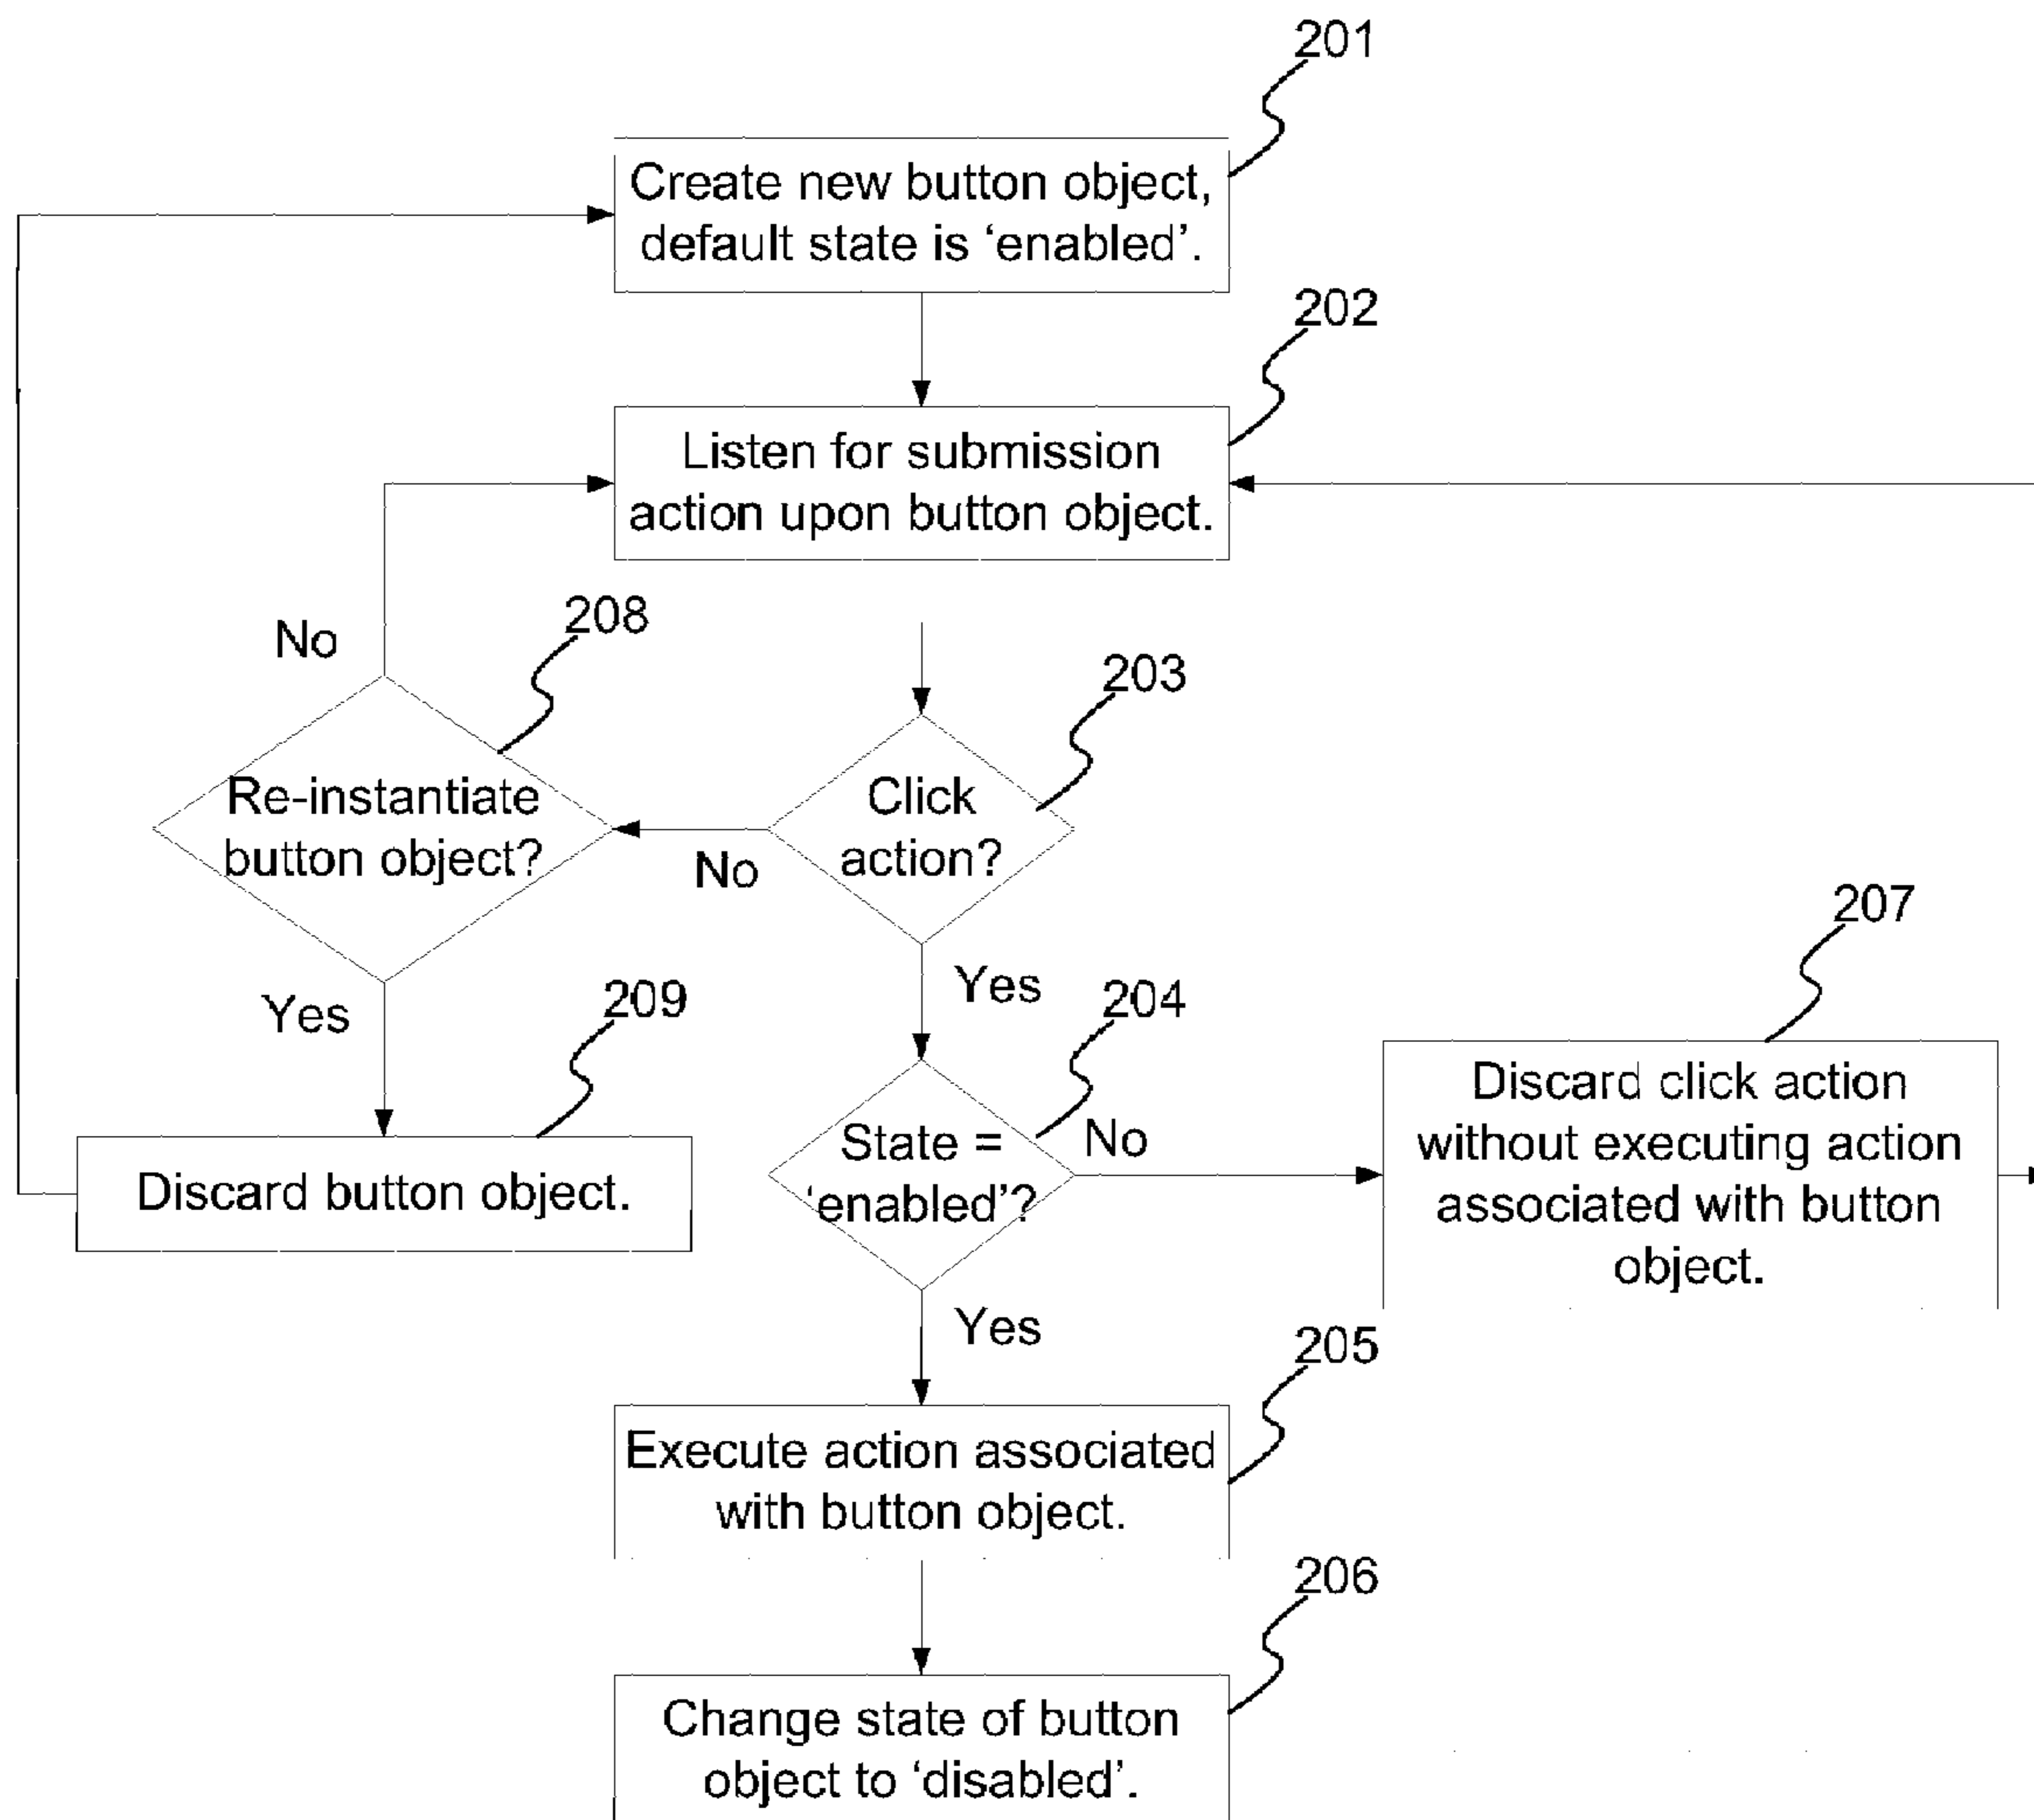 201
Create new button object,
default state is ‘enabled’.
202
Listen for submission
action upon button object.
208
No
203
Re-instantiate
button object?
Click
action?
No
207
Yes
209
Yes
204
Discard button object.
State =
‘enabled’?
No
Discard click action
without executing action
associated with button
object.
Yes
205
Execute action associated
with button object.
206
Change state of button
object to ‘disabled’.